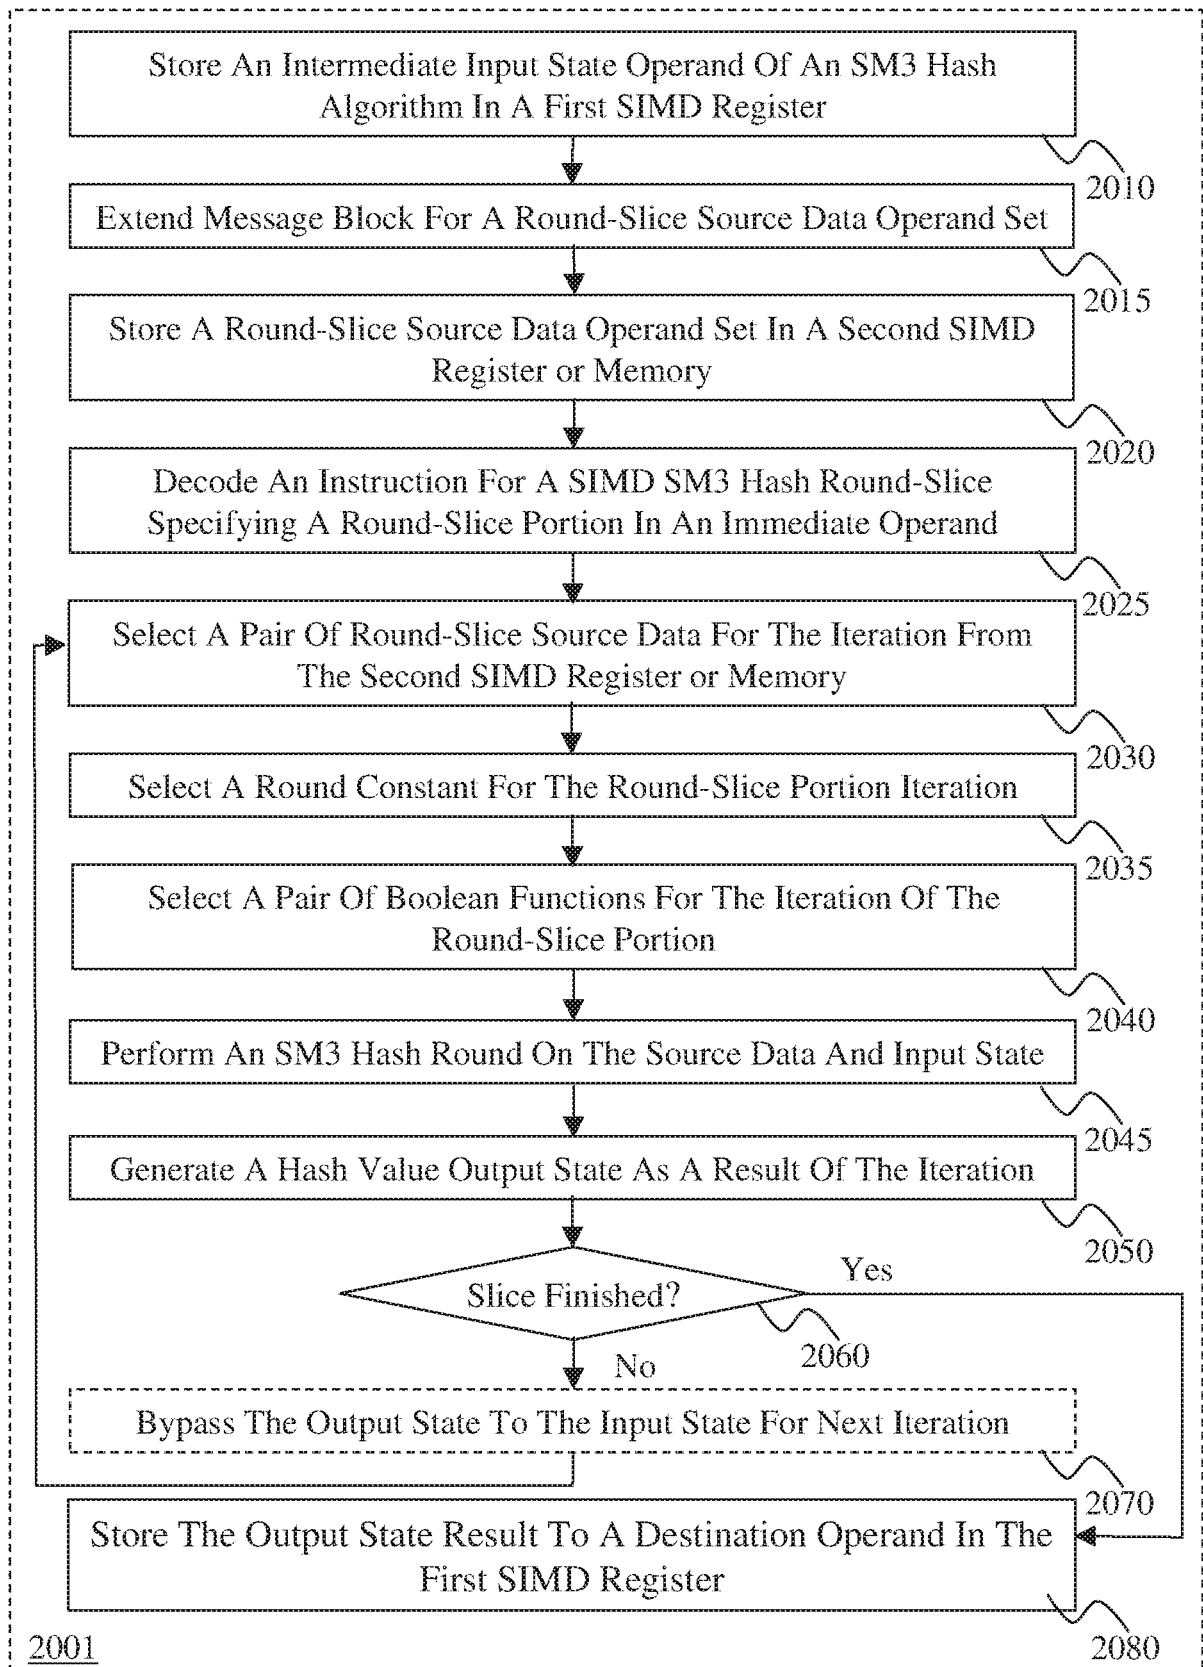 Store An Intermediate Input State Operand Of An SM3 Hash
Algorithm In A First SIMD Register
2010
Extend Message Block For A Round-Slice Source Data Operand Set
2015
Store A Round-Slice Source Data Operand Set In A Second SIMD
Register or Memory
2020
Decode An Instruction For A SIMD SM3 Hash Round-Slice
Specifying A Round-Slice Portion In An Immediate Operand
2025
Select A Pair Of Round-Slice Source Data For The Iteration From
The Second SIMD Register or Memory
2030
Select A Round Constant For The Round-Slice Portion Iteration
2035
Select A Pair Of Boolean Functions For The Iteration Of The
Round-Slice Portion
2040
Perform An SM3 Hash Round On The Source Data And Input State
2045
Generate A Hash Value Output State As A Result Of The Iteration
2050
Yes
Slice Finished?
2060
No
Bypass The Output State To The Input State For Next Iteration
2070
Store The Output State Result To A Destination Operand In The
First SIMD Register
2080
2001